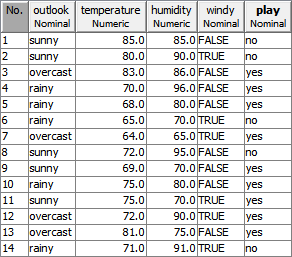 No. outlook temperature humidity windy play
Nominal Numeric Numeric Nominal Nominal
1 sunny 85.0 85.0 FALSE no
2 sunny 80.0 90.0 TRUE no
3 overcast 83.0 86.0 FALSE yes
4 rainy 70.0 96.0 FALSE yes
5 rainy 68.0 80.0 FALSE yes
6 rainy 65.0 70.0 TRUE no
7 overcast 64.0 65.0 TRUE yes
8 sunny 72.0 95.0 FALSE no
9 sunny 69.0 70.0 FALSE yes
10 rainy 75.0 80.0 FALSE yes
11 sunny 75.0 70.0 TRUE yes
12 overcast 72.0 90.0 TRUE yes
13 overcast 81.0 75.0 FALSE yes
14 rainy 71.0 91.0 TRUE no